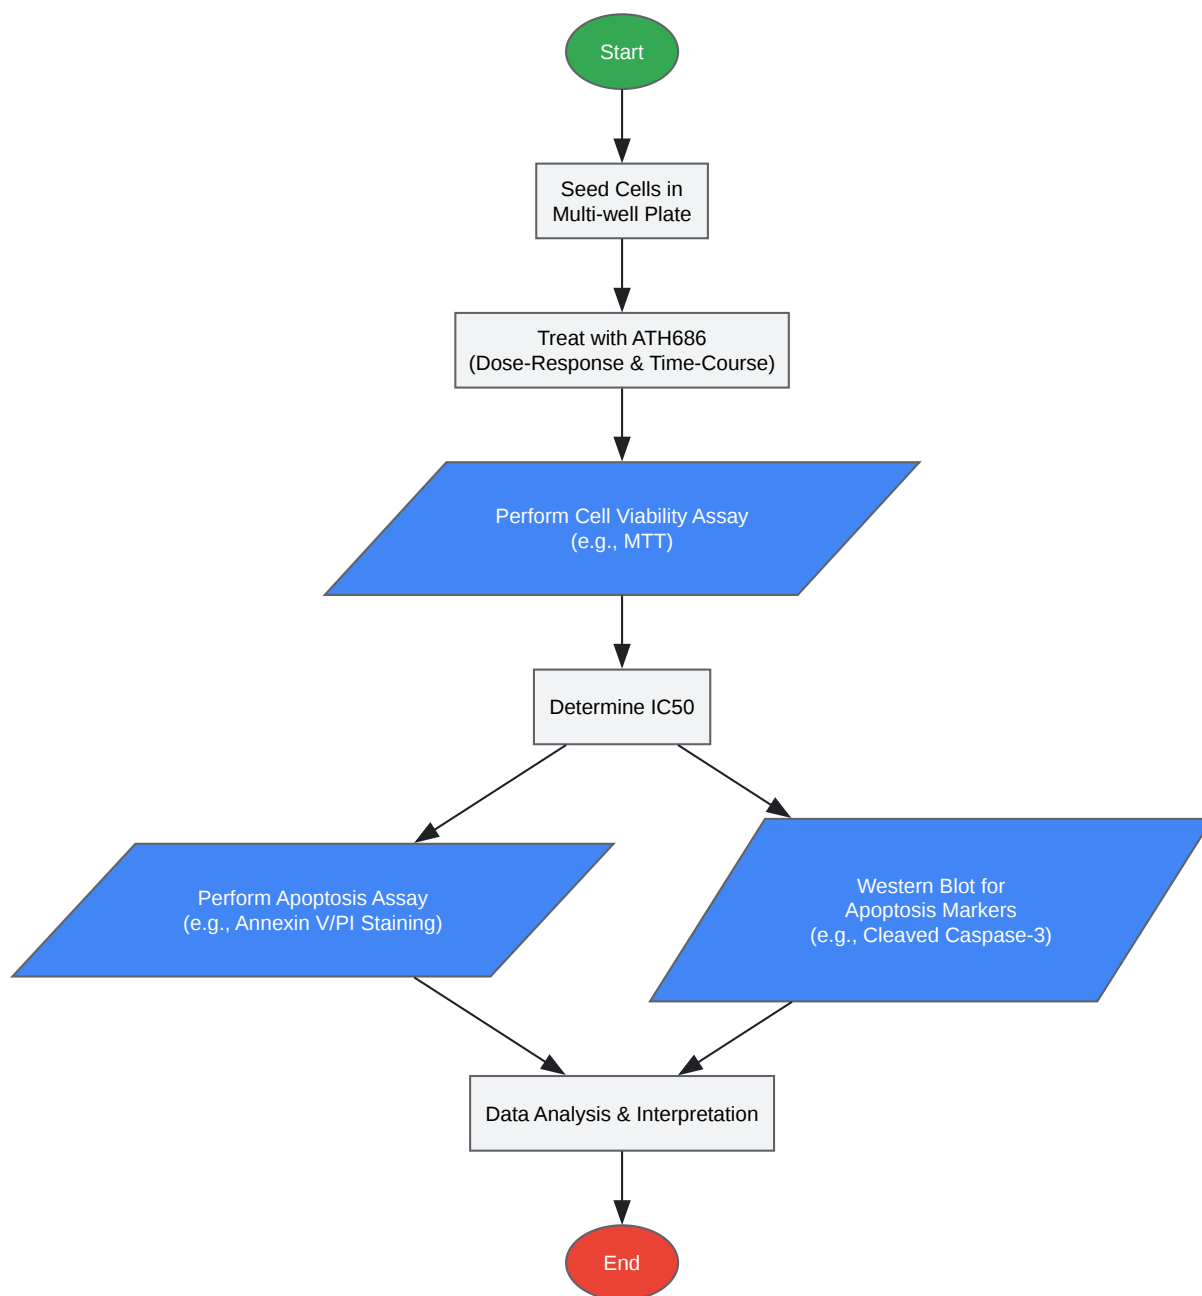 Start
Seed Cells in
Multi-well Plate
Treat with ATH686
(Dose-Response & Time-Course)
Perform Cell Viability Assay
(e.g., MTT)
Determine IC50
Perform Apoptosis Assay
(e.g., Annexin V/PI Staining)
Western Blot for
Apoptosis Markers
(e.g., Cleaved Caspase-3)
Data Analysis & Interpretation
End